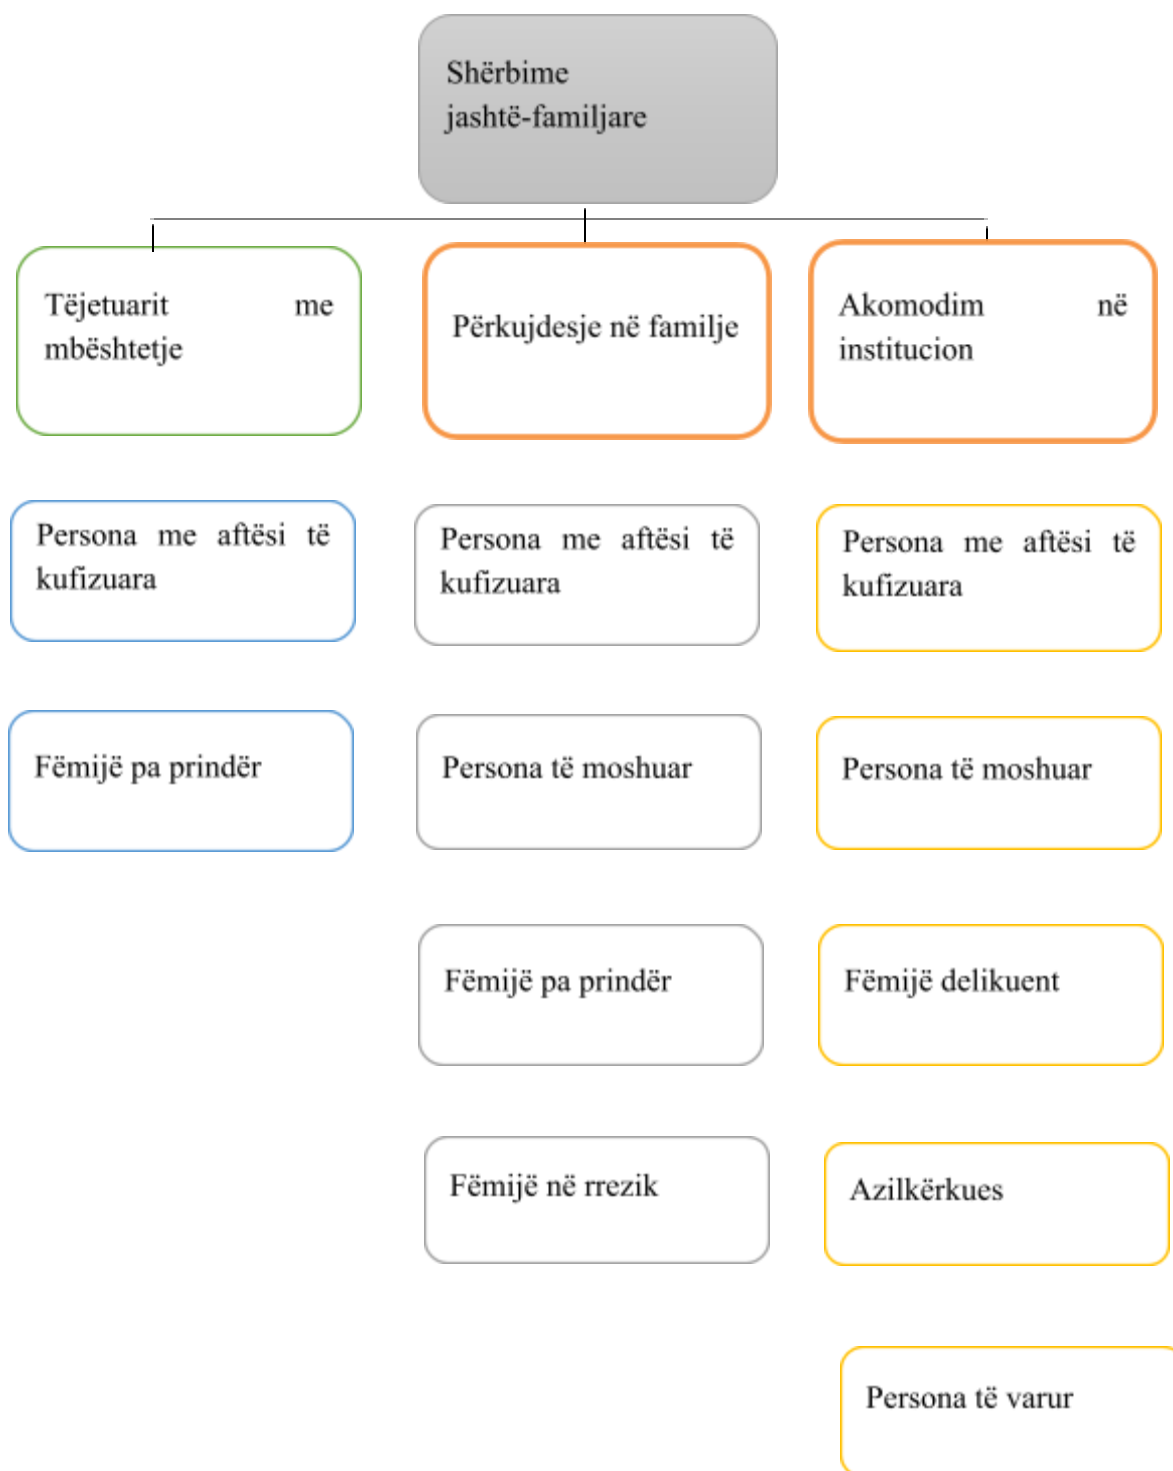 Shërbime
jashtë-familjare
Tëjetuarit me
mbështetje
Përkujdesje në familje
Akomodim në
institucion
Persona me aftësi të
kufizuara
Persona me aftësi të
kufizuara
Persona me aftësi të
kufizuara
Fëmijë pa prindër
Persona të moshuar
Persona të moshuar
Fëmijë pa prindër
Fëmijë delikuent
Fëmijë në rrezik
Azilkërkues
Persona të varur